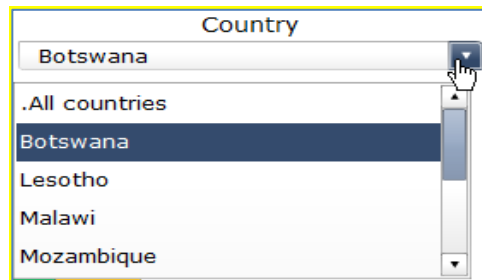 Country
Botswana
.All countries
Botswana
Lesotho
Malawi
Mozambique